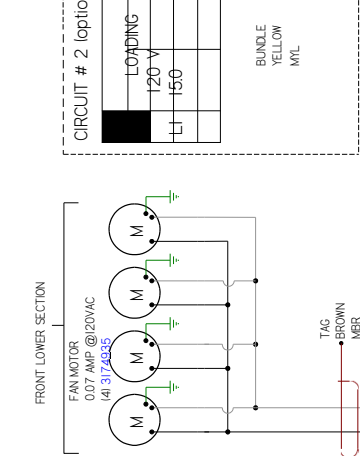 CIRCUIT # 2 (optio
LOADING
120 V
L1 15.0
BUNDLE
YELLOW
MYL
FRONT LOWER SECTION
FAN MOTOR
0.07 AMP @120VAC
(4) 3174935
M
M
M
M
TAG
BROWN
MBR